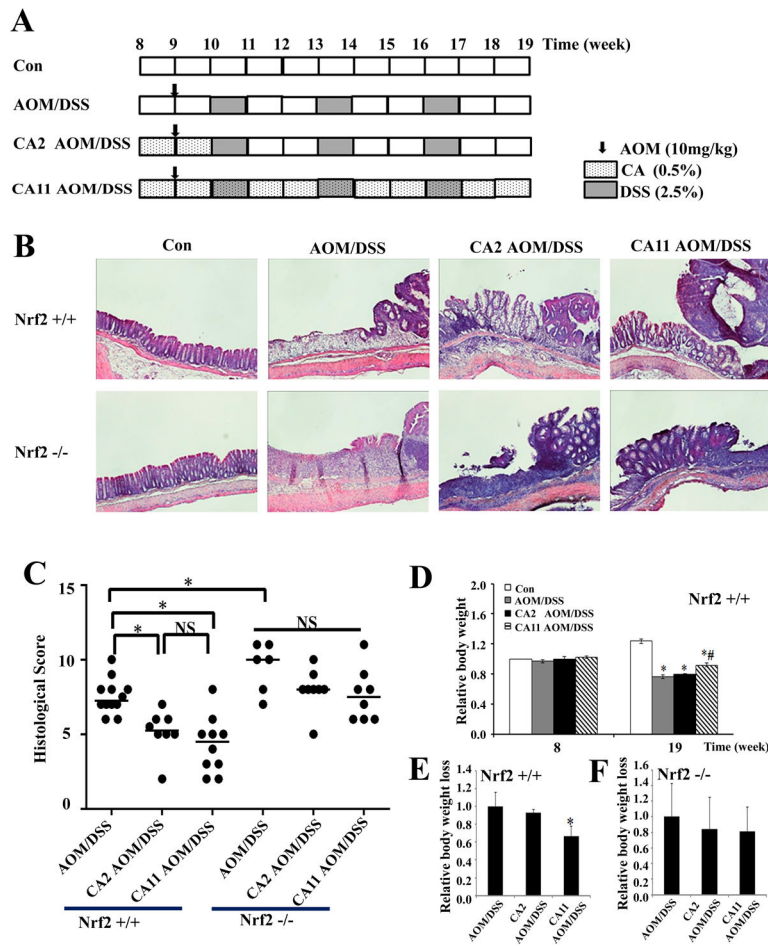 A
8 9 10 11 12 13 14 15 16 17 18 19 Time (week)
Con
AOM/DSS
CA2 AOM/DSS
CA11 AOM/DSS
AOM (10mg/kg)
CA (0.5%)
DSS (2.5%)
B
Con AOM/DSS CA2 AOM/DSS CA11 AOM/DSS
Nrf2 +/+
Nrf2 -/-
C
Histological Score
15
10
5
0
*
*
*
NS
NS
AOM/DSS
CA2 AOM/DSS
CA11 AOM/DSS
AOM/DSS
CA2 AOM/DSS
CA11 AOM/DSS
Nrf2 +/+
Nrf2 -/-
D
Relative body weight
2.0
1.6
1.2
0.8
0.4
0.0
Con
AOM/DSS
CA2 AOM/DSS
CA11 AOM/DSS
Nrf2 +/+
* * *#
8 19 Time (week)
E
Nrf2 +/+
Relative body weight loss
1.4
1.2
1.0
0.8
0.6
0.4
0.2
0.0
*
AOM/DSS
CA2
AOM/DSS
CA11
AOM/DSS
F
Nrf2 -/-
Relative body weight loss
1.4
1.2
1.0
0.8
0.6
0.4
0.2
0.0
AOM/DSS
CA2
AOM/DSS
CA11
AOM/DSS